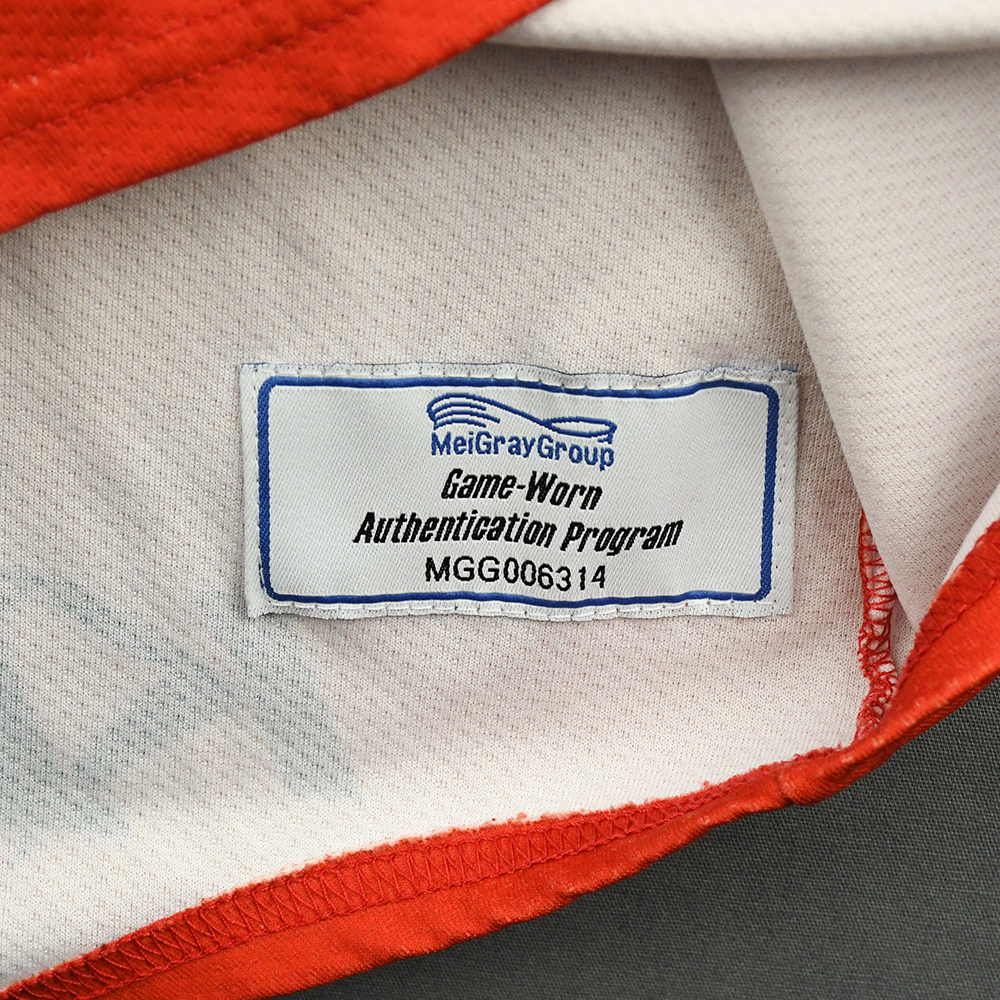 MeiGrayGroup
Game-Worn
Authentication Program
MGG006314